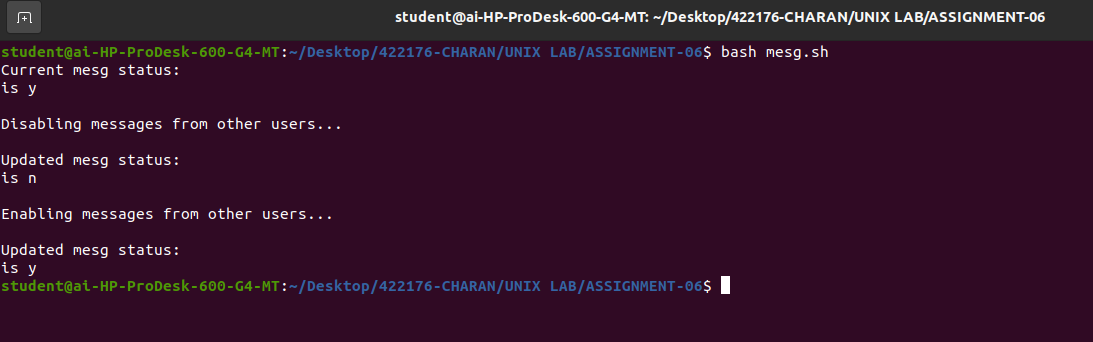 student@ai-HP-ProDesk-600-G4-MT: ~/Desktop/422176-CHARAN/UNIX LAB/ASSIGNMENT-06
student@ai-HP-ProDesk-600-G4-MT:~/Desktop/422176-CHARAN/UNIX LAB/ASSIGNMENT-06$ bash mesg.sh
Current mesg status:
is y
Disabling messages from other users...
Updated mesg status:
is n
Enabling messages from other users...
Updated mesg status:
is y
student@ai-HP-ProDesk-600-G4-MT:~/Desktop/422176-CHARAN/UNIX LAB/ASSIGNMENT-06$